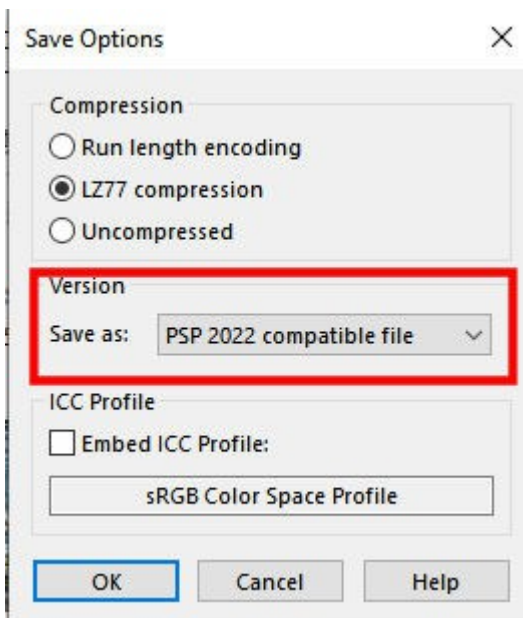 Save Options
Compression
Run length encoding
LZ77 compression
Uncompressed
Version
Save as: PSP 2022 compatible file
ICC Profile
Embed ICC Profile:
sRGB Color Space Profile
OK Cancel Help